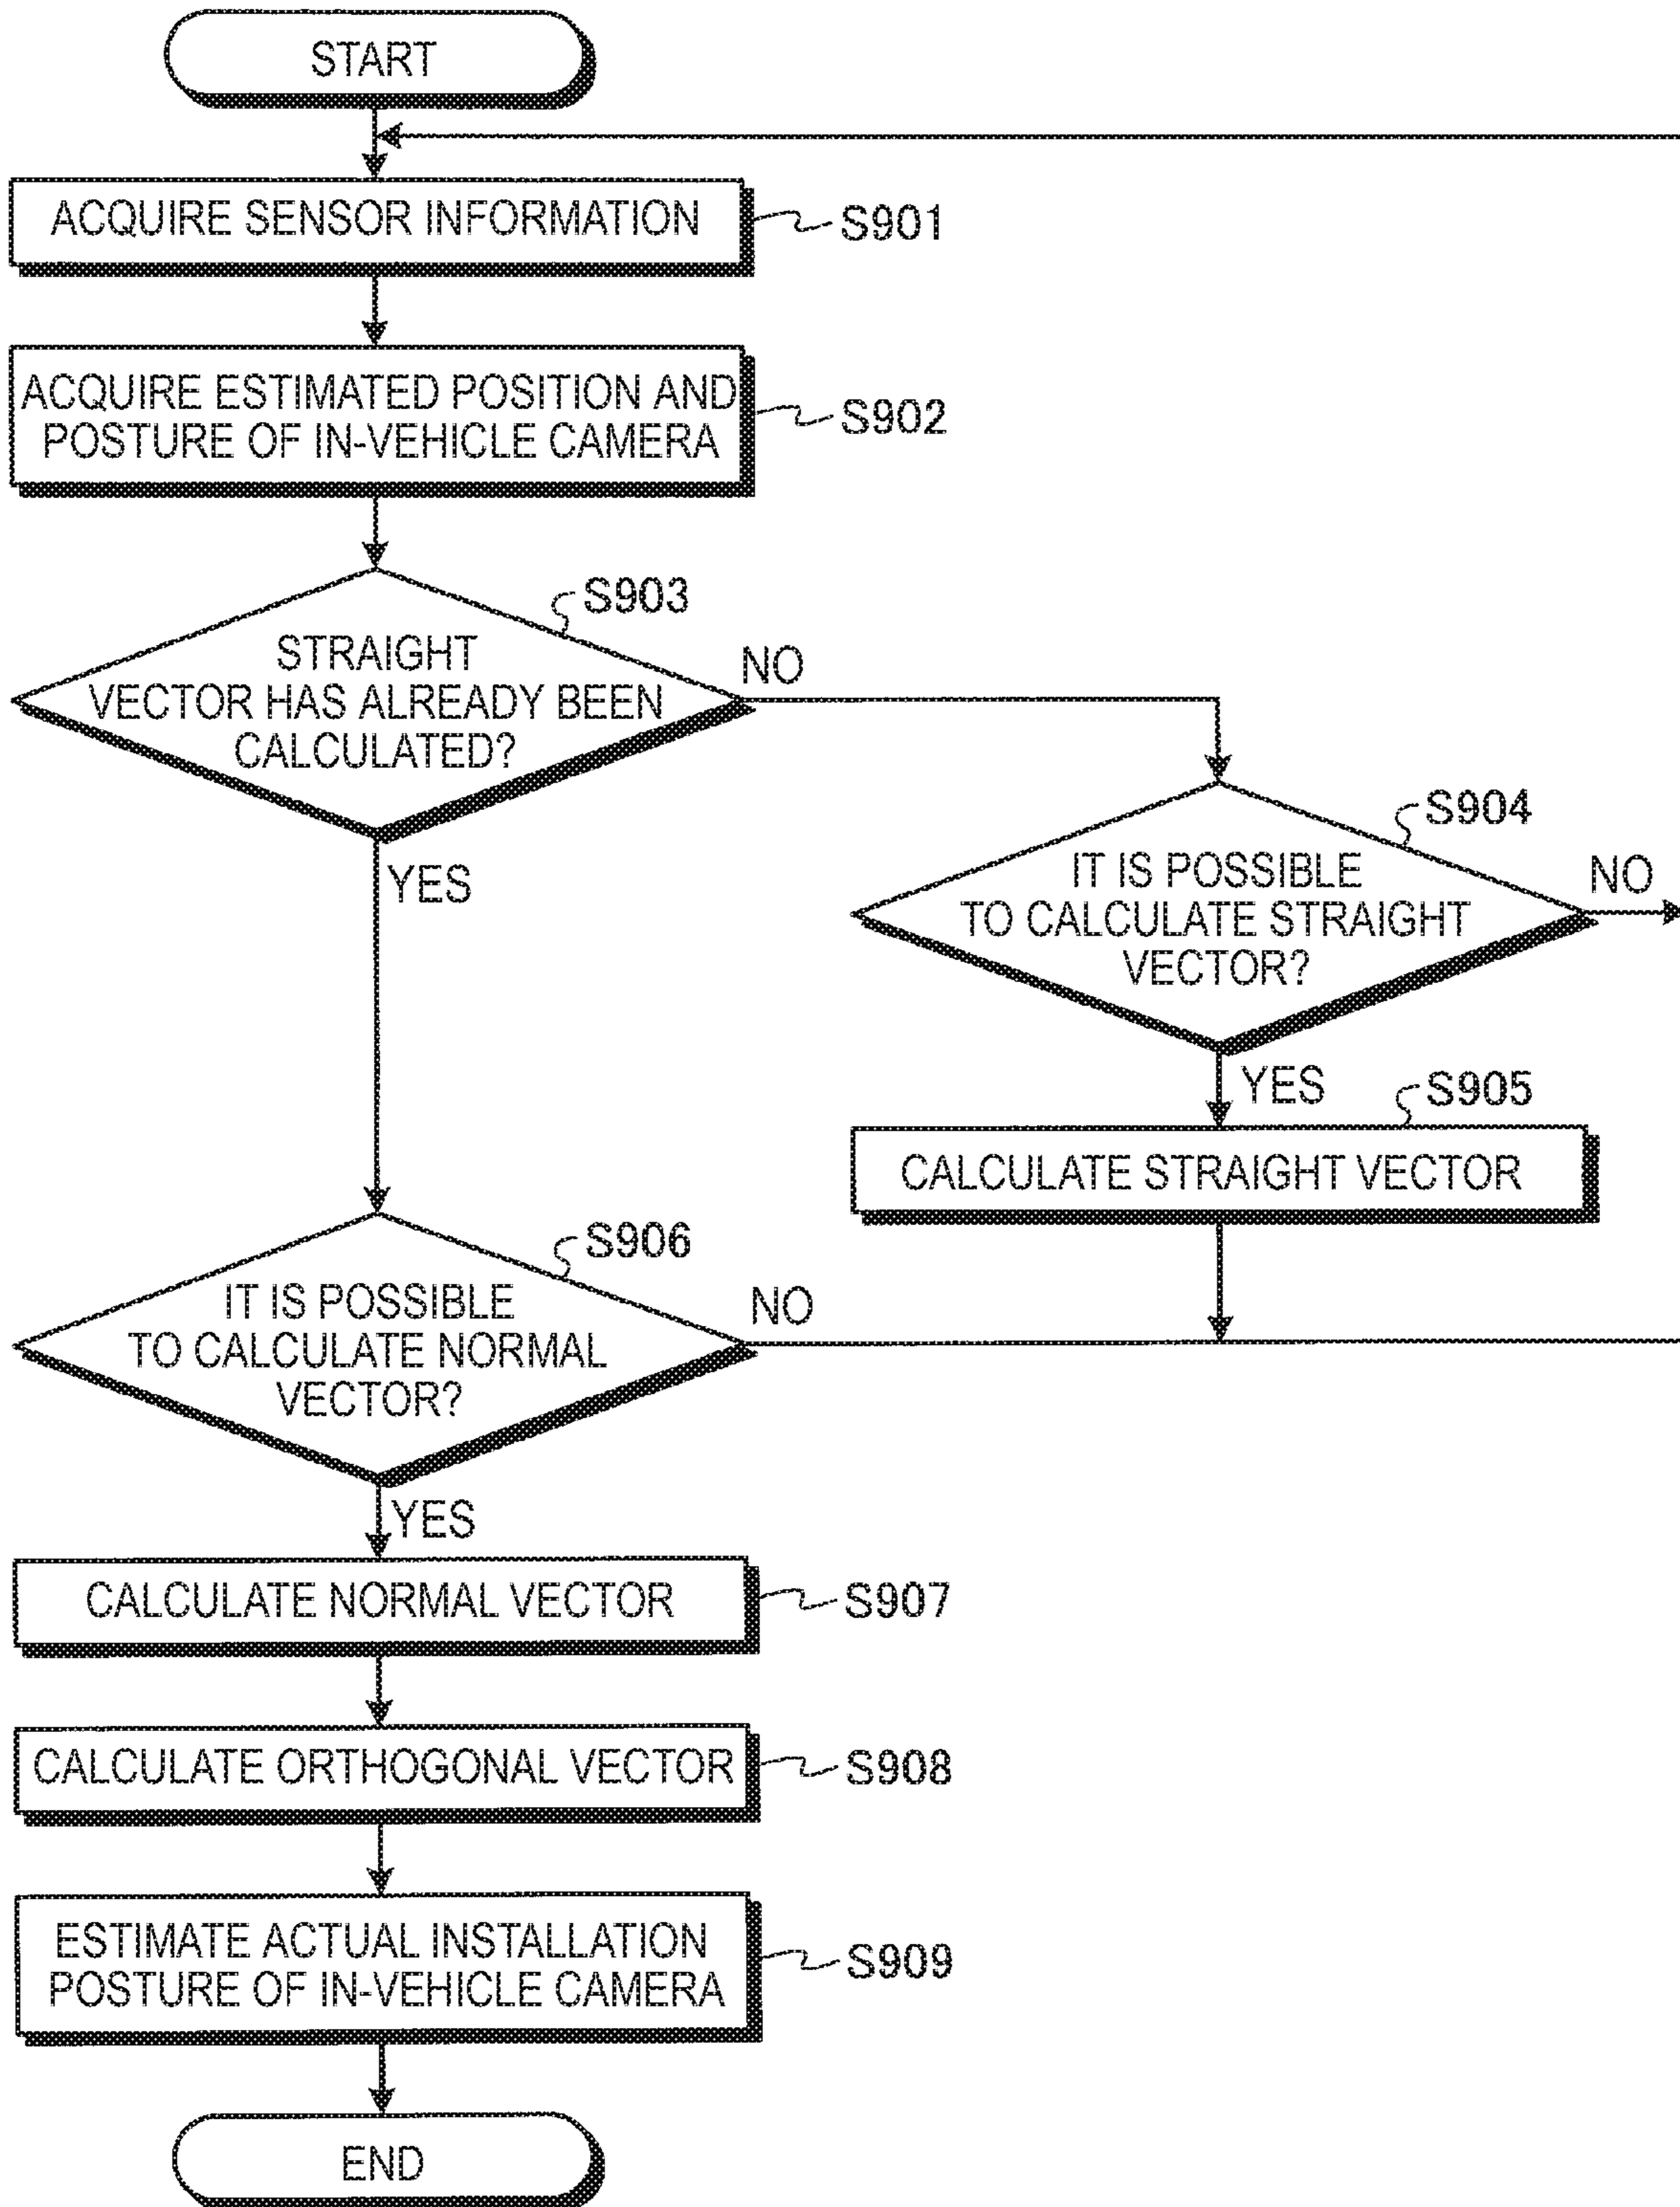 START
ACQUIRE SENSOR INFORMATION
S901
ACQUIRE ESTIMATED POSITION AND
POSTURE OF IN-VEHICLE CAMERA
S902
S903
STRAIGHT
VECTOR HAS ALREADY BEEN
CALCULATED?
NO
YES
S904
IT IS POSSIBLE
TO CALCULATE STRAIGHT
VECTOR?
NO
YES
S905
CALCULATE STRAIGHT VECTOR
S906
IT IS POSSIBLE
TO CALCULATE NORMAL
VECTOR?
NO
YES
CALCULATE NORMAL VECTOR
S907
CALCULATE ORTHOGONAL VECTOR
S908
ESTIMATE ACTUAL INSTALLATION
POSTURE OF IN-VEHICLE CAMERA
S909
END